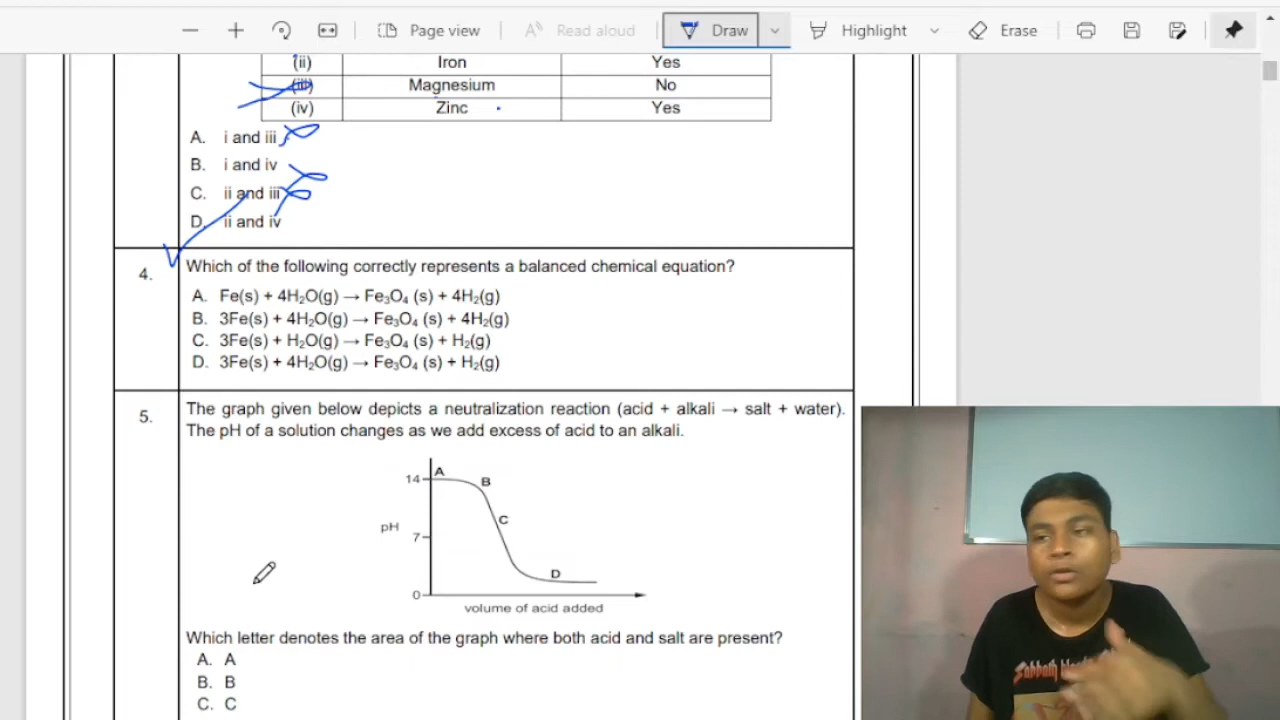 Page view
Read aloud
Draw
Highlight
Erase
(ii) Iron Yes
(iii) Magnesium No
(iv) Zinc Yes
A. i and iii
B. i and iv
C. ii and iii
D. ii and iv
4. Which of the following correctly represents a balanced chemical equation?
A. Fe(s) + 4H₂O(g) → Fe₃O₄ (s) + 4H₂(g)
B. 3Fe(s) + 4H₂O(g) → Fe₃O₄ (s) + 4H₂(g)
C. 3Fe(s) + H₂O(g) → Fe₃O₄ (s) + H₂(g)
D. 3Fe(s) + 4H₂O(g) → Fe₃O₄ (s) + H₂(g)
5. The graph given below depicts a neutralization reaction (acid + alkali → salt + water).
The pH of a solution changes as we add excess of acid to an alkali.
A
14
B
C
pH
7
D
0
volume of acid added
Which letter denotes the area of the graph where both acid and salt are present?
A. A
B. B
C. C
Sabbath